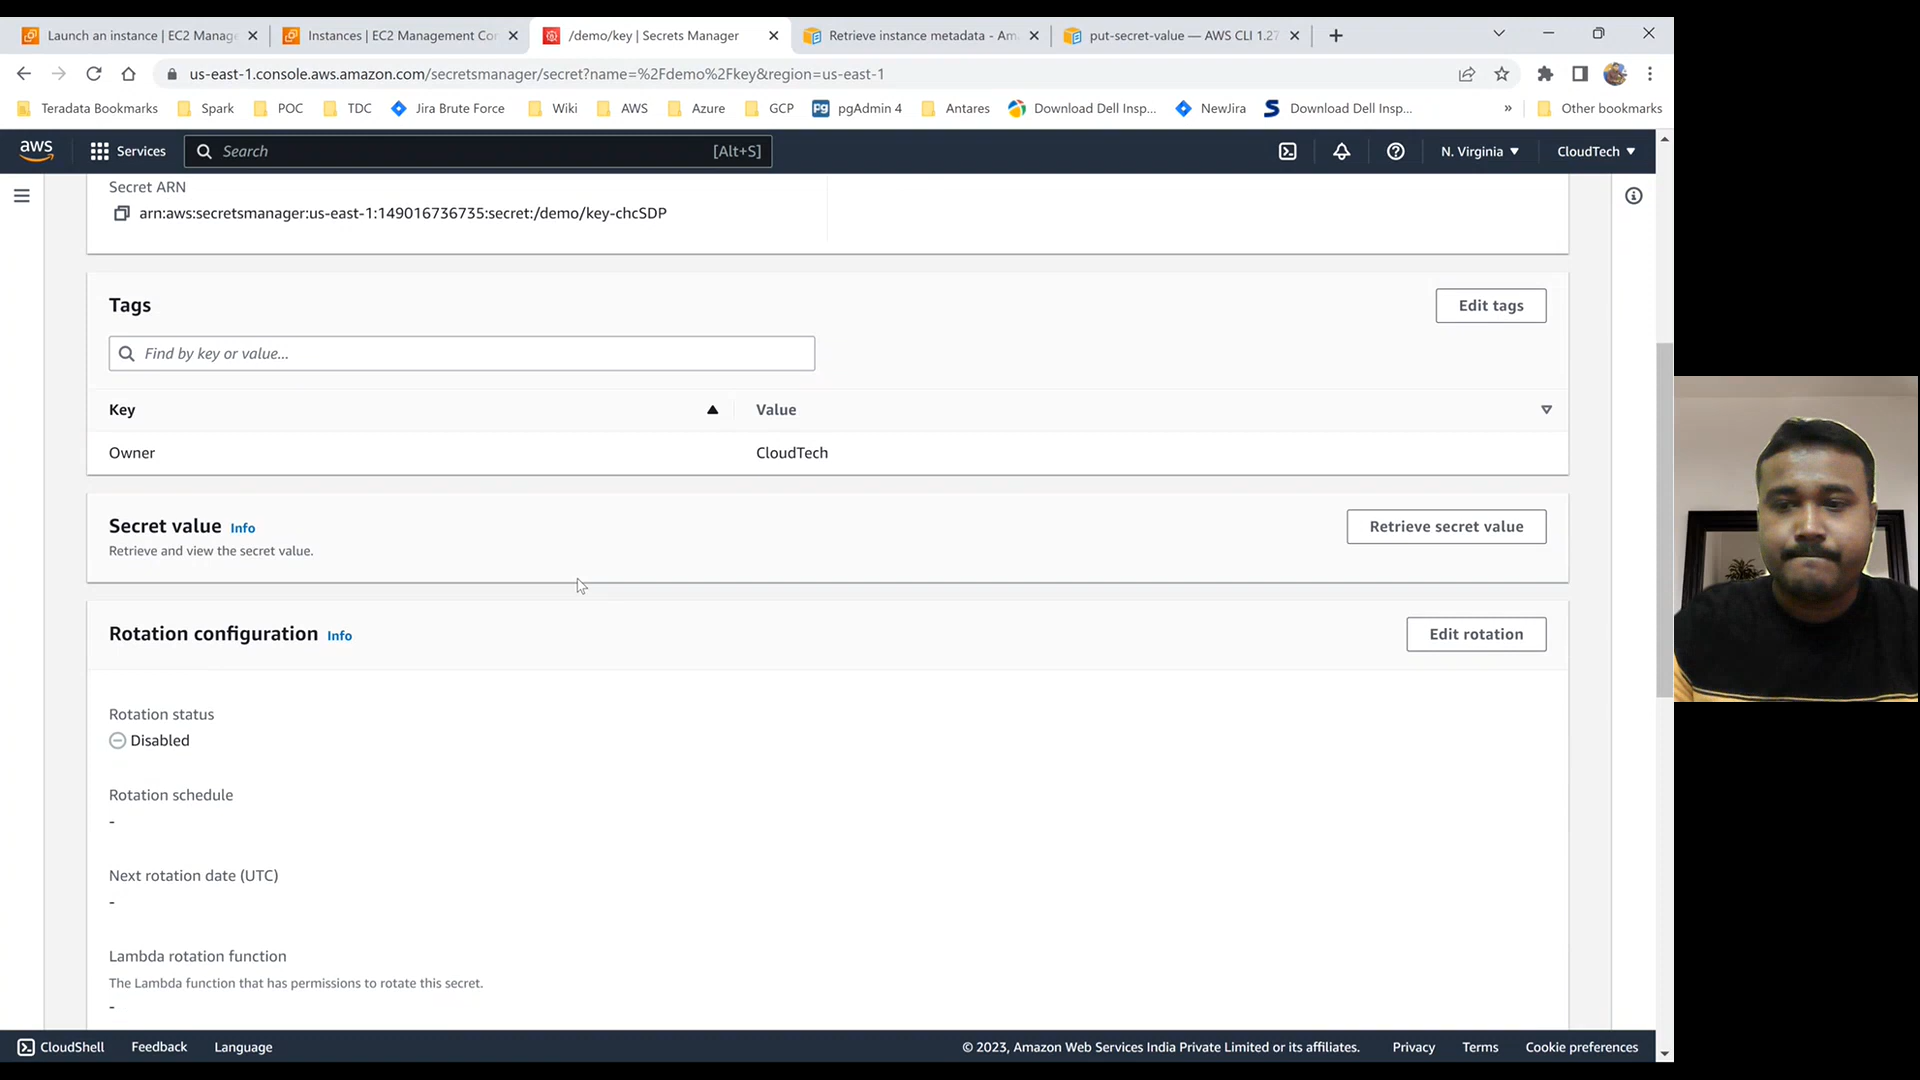 Launch an instance | EC2 Manage
Instances | EC2 Management Con
/demo/key | Secrets Manager
Retrieve instance metadata - Am
put-secret-value — AWS CLI 1.27
us-east-1.console.aws.amazon.com/secretsmanager/secret?name=%2Fdemo%2Fkey&region=us-east-1
Teradata Bookmarks
Spark
POC
TDC
Jira Brute Force
Wiki
AWS
Azure
GCP
pgAdmin 4
Antares
Download Dell Insp...
NewJira
Download Dell Insp...
»
Other bookmarks
aws
Services
Search
[Alt+S]
N. Virginia
CloudTech
Secret ARN
arn:aws:secretsmanager:us-east-1:149016736735:secret:/demo/key-chcSDP
Tags
Edit tags
Find by key or value...
Key
Value
Owner
CloudTech
Secret value Info
Retrieve secret value
Retrieve and view the secret value.
Rotation configuration Info
Edit rotation
Rotation status
Disabled
Rotation schedule
-
Next rotation date (UTC)
-
Lambda rotation function
The Lambda function that has permissions to rotate this secret.
-
CloudShell
Feedback
Language
© 2023, Amazon Web Services India Private Limited or its affiliates.
Privacy
Terms
Cookie preferences